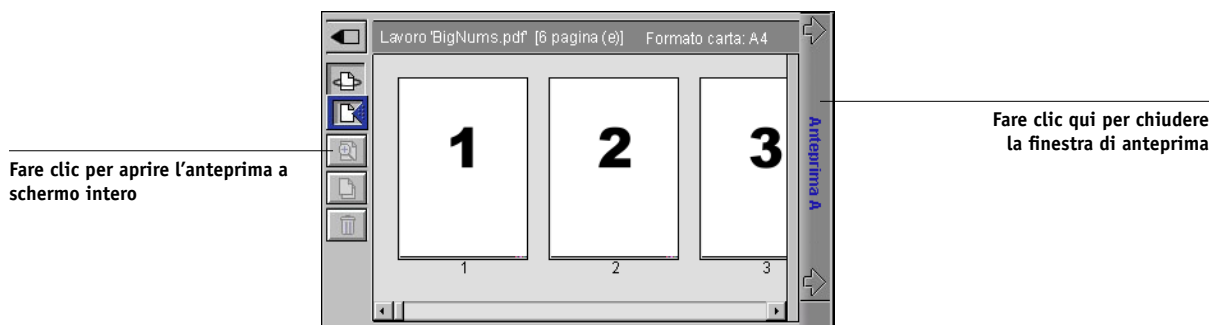 Lavoro 'BigNums.pdf' [6 pagina (e)] Formato carta: A4
1 2 3
1 2 3
Anteprima A
Fare clic per aprire l'anteprima a
schermo intero
Fare clic qui per chiudere
la finestra di anteprima